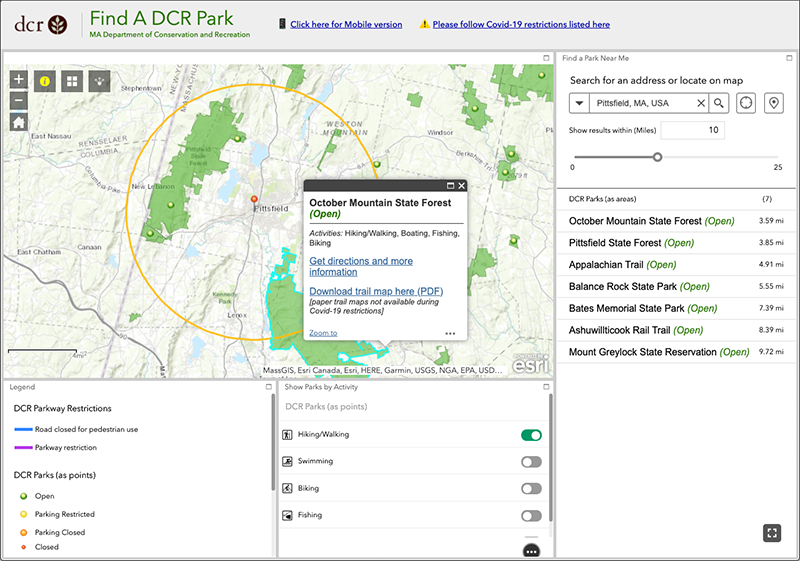 dcr
Find A DCR Park
MA Department of Conservation and Recreation
Click here for Mobile version
Please follow Covid-19 restrictions listed here
Stephentown
NEW YORK
MASSACHUSETTS
East Nassau
RENSSELAER
COLUMBIA
Pittsfield
State
Forest
WESTON
MOUNTAIN
Windsor
Columbia Pike
New Lebanon
Pittsfield
East Chatham
Canaan
Kennedy
Park
Lenox
4mi
MassGIS, Esri Canada, Esri, HERE, Garmin, USGS, NGA, EPA, USD...
esri
October Mountain State Forest
(Open)
Activities: Hiking/Walking, Boating, Fishing,
Biking
Get directions and more
information
Download trail map here (PDF)
[paper trail maps not available during
Covid-19 restrictions]
Zoom to
Find a Park Near Me
Search for an address or locate on map
Pittsfield, MA, USA
Show results within (Miles)
10
0
25
DCR Parks (as areas) (7)
October Mountain State Forest (Open) 3.59 mi
Pittsfield State Forest (Open) 3.85 mi
Appalachian Trail (Open) 4.91 mi
Balance Rock State Park (Open) 5.55 mi
Bates Memorial State Park (Open) 7.39 mi
Ashuwillticook Rail Trail (Open) 8.39 mi
Mount Greylock State Reservation (Open) 9.72 mi
Legend
DCR Parkway Restrictions
Road closed for pedestrian use
Parkway restriction
DCR Parks (as points)
Open
Parking Restricted
Parking Closed
Closed
Show Parks by Activity
DCR Parks (as points)
Hiking/Walking
Swimming
Biking
Fishing